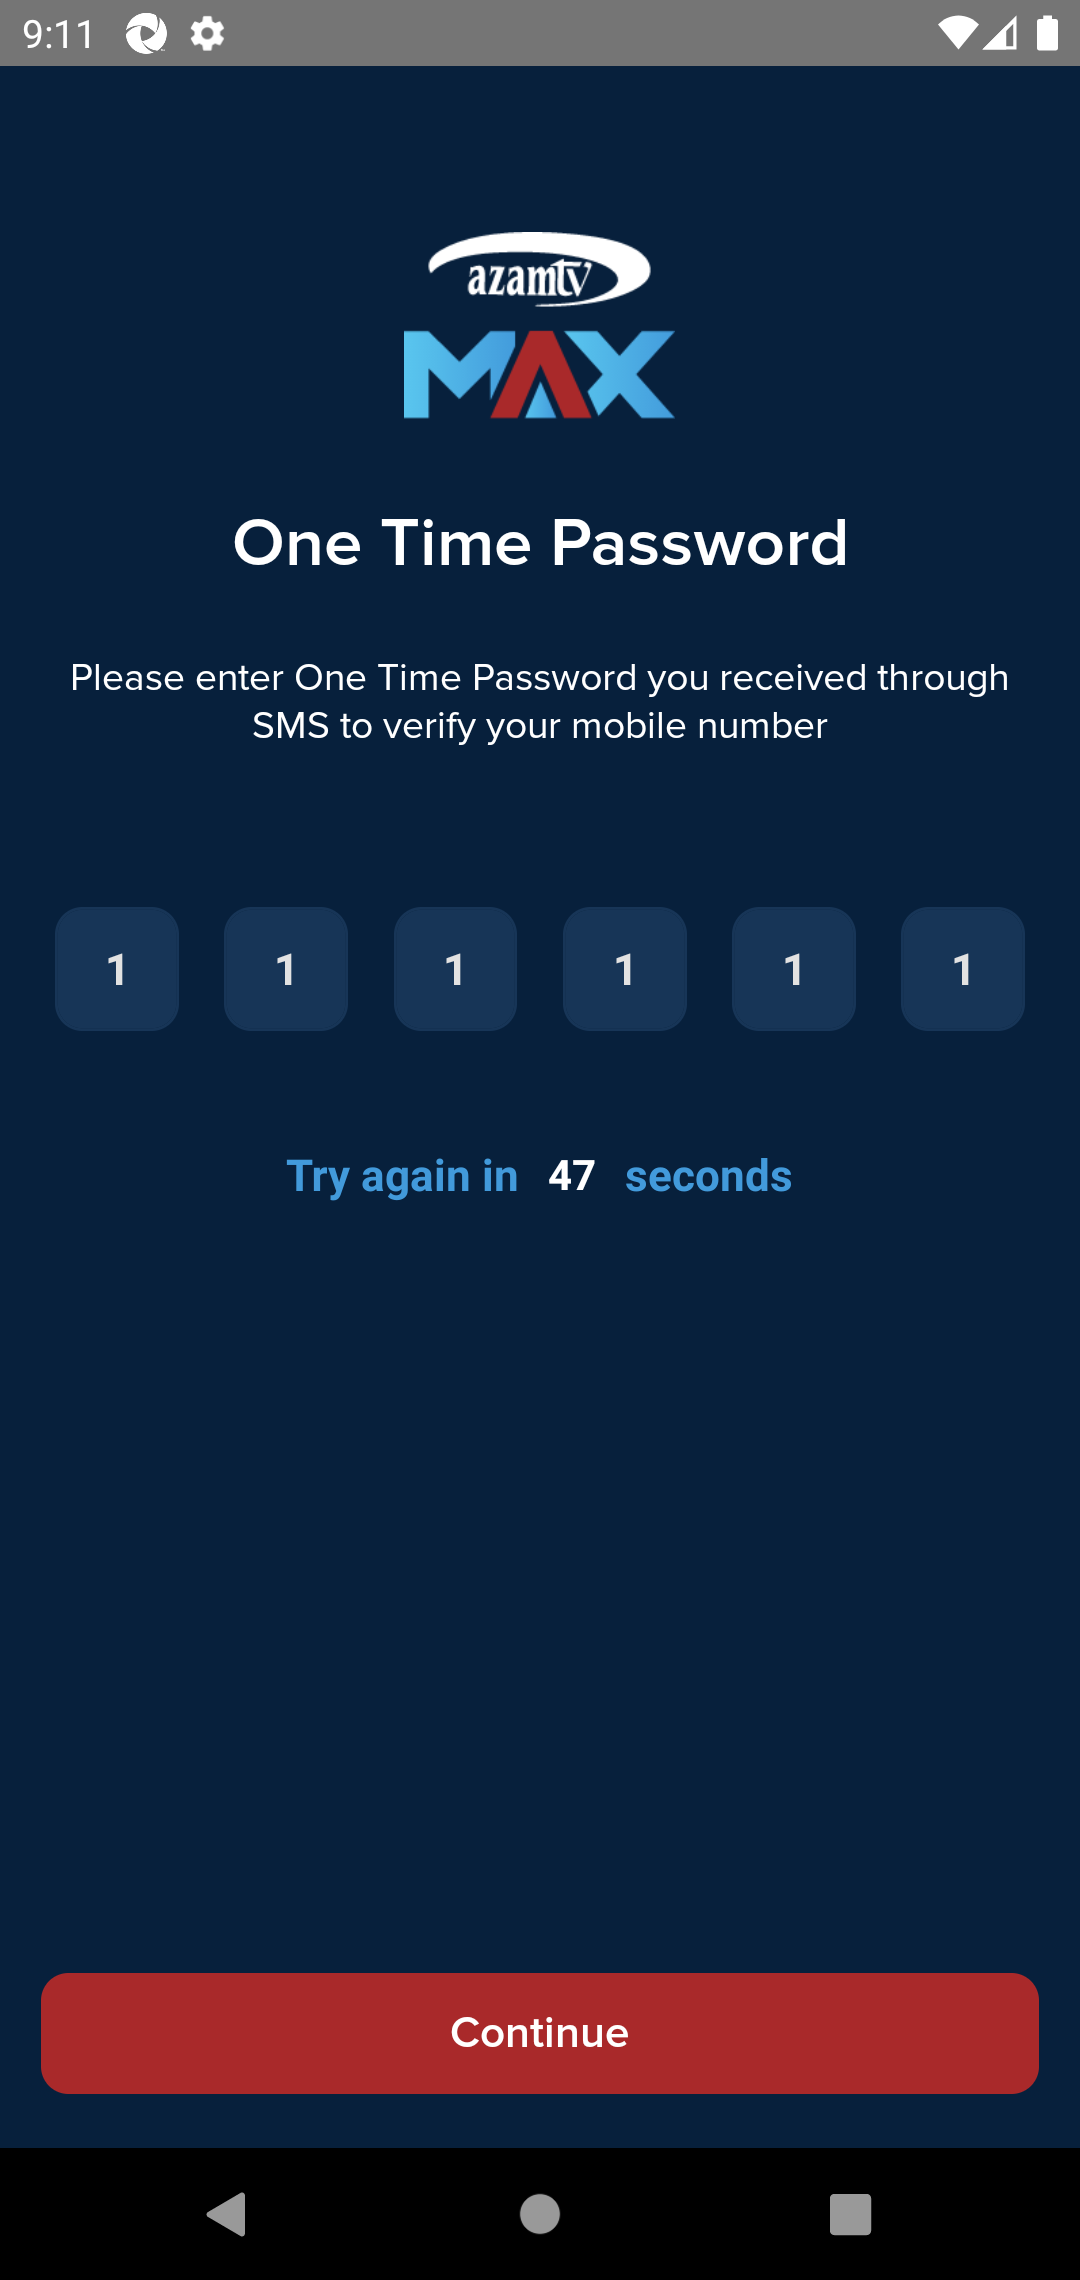 9:11
azamtv
MAX
One Time Password
Please enter One Time Password you received through
SMS to verify your mobile number
1 1 1 1 1 1
Try again in 47 seconds
Continue